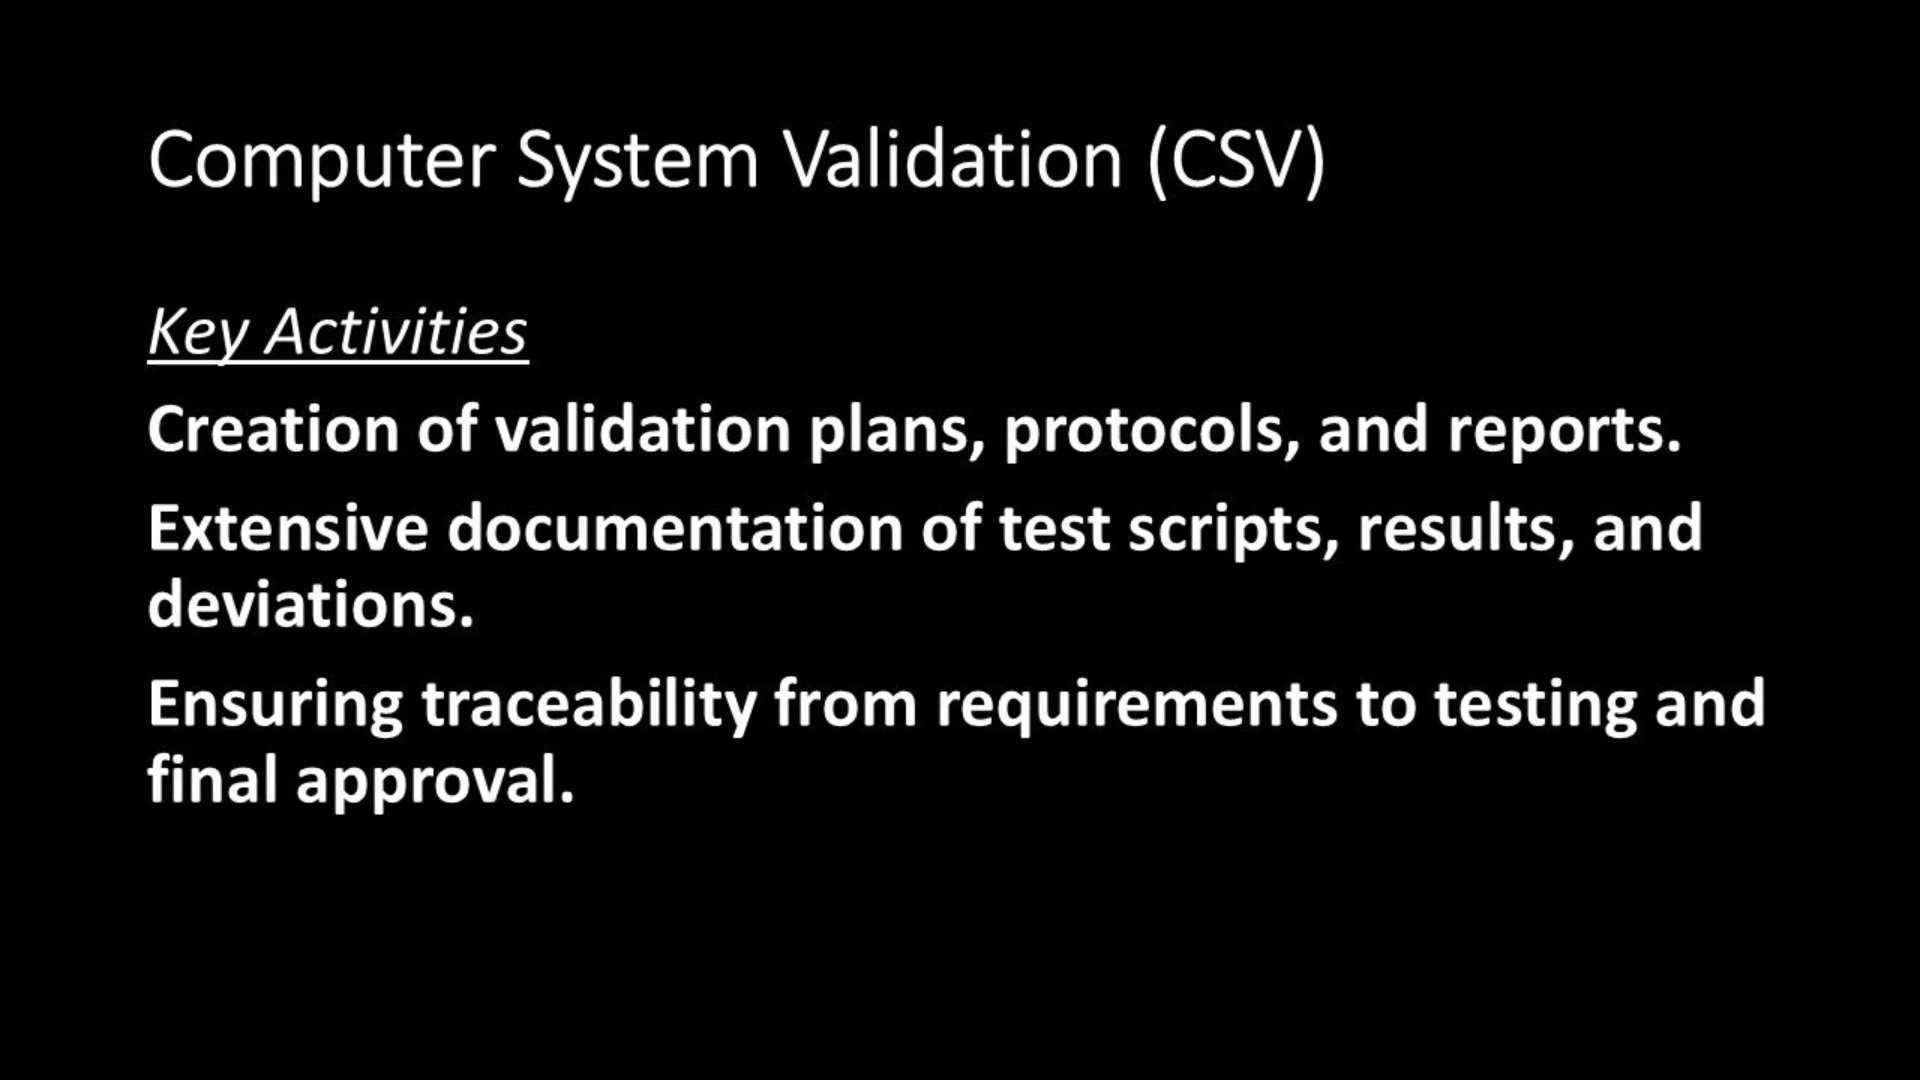 Computer System Validation (CSV)
Key Activities
Creation of validation plans, protocols, and reports.
Extensive documentation of test scripts, results, and
deviations.
Ensuring traceability from requirements to testing and
final approval.